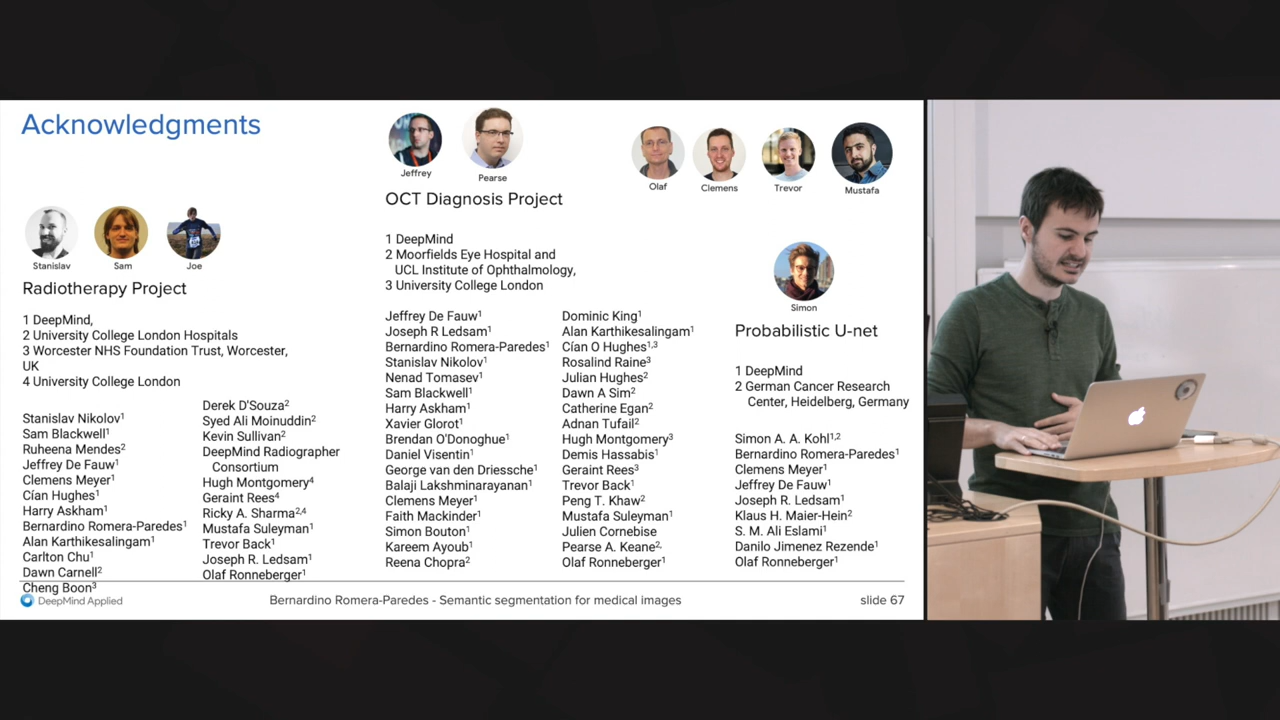 Acknowledgments
Stanislav
Sam
Joe
Radiotherapy Project
1 DeepMind,
2 University College London Hospitals
3 Worcester NHS Foundation Trust, Worcester,
UK
4 University College London
Stanislav Nikolov¹
Sam Blackwell¹
Ruheena Mendes²
Jeffrey De Fauw¹
Clemens Meyer¹
Cían Hughes¹
Harry Askham¹
Bernardino Romera-Paredes¹
Alan Karthikesalingam¹
Carlton Chu¹
Dawn Carnell²
Cheng Boon³
Derek D'Souza²
Syed Ali Moinuddin²
Kevin Sullivan²
DeepMind Radiographer
Consortium
Hugh Montgomery⁴
Geraint Rees⁴
Ricky A. Sharma²,⁴
Mustafa Suleyman¹
Trevor Back¹
Joseph R. Ledsam¹
Olaf Ronneberger¹
Jeffrey
Pearse
OCT Diagnosis Project
1 DeepMind
2 Moorfields Eye Hospital and
UCL Institute of Ophthalmology,
3 University College London
Jeffrey De Fauw¹
Joseph R Ledsam¹
Bernardino Romera-Paredes¹
Stanislav Nikolov¹
Nenad Tomasev¹
Sam Blackwell¹
Harry Askham¹
Xavier Glorot¹
Brendan O'Donoghue¹
Daniel Visentin¹
George van den Driessche¹
Balaji Lakshminarayanan¹
Clemens Meyer¹
Faith Mackinder¹
Simon Bouton¹
Kareem Ayoub¹
Reena Chopra²
Dominic King¹
Alan Karthikesalingam¹
Cían O Hughes¹,³
Rosalind Raine³
Julian Hughes²
Dawn A Sim²
Catherine Egan²
Adnan Tufail²
Hugh Montgomery³
Demis Hassabis¹
Geraint Rees³
Trevor Back¹
Peng T. Khaw²
Mustafa Suleyman¹
Julien Cornebise
Pearse A. Keane²,
Olaf Ronneberger¹
Olaf
Clemens
Trevor
Mustafa
Simon
Probabilistic U-net
1 DeepMind
2 German Cancer Research
Center, Heidelberg, Germany
Simon A. A. Kohl¹,²
Bernardino Romera-Paredes¹
Clemens Meyer¹
Jeffrey De Fauw¹
Joseph R. Ledsam¹
Klaus H. Maier-Hein²
S. M. Ali Eslami¹
Danilo Jimenez Rezende¹
Olaf Ronneberger¹
DeepMind Applied
Bernardino Romera-Paredes - Semantic segmentation for medical images
slide 67